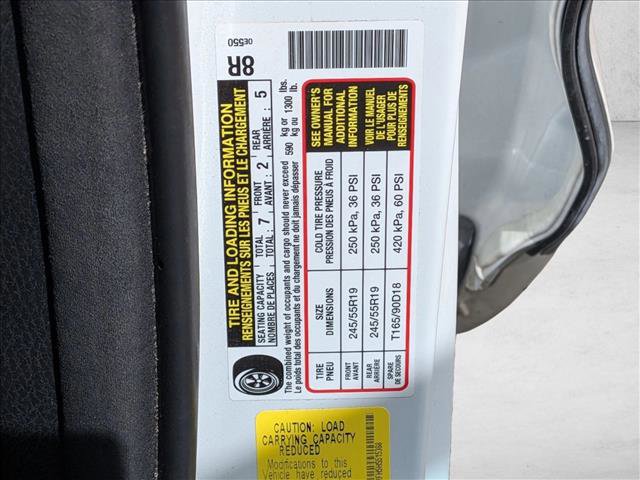 8R
0E550
TIRE AND LOADING INFORMATION
RENSEIGNEMENTS SUR LES PNEUS ET LE CHARGEMENT
SEATING CAPACITY TOTAL: 7 FRONT 2 REAR 5
NOMBRE DE PLACES TOTAL: AVANT: ARRIÈRE:
The combined weight of occupants and cargo should never exceed 590 kg or 1300 lbs.
Le poids total des occupants et du chargement ne doit jamais dépasser kg ou lb.
TIRE SIZE COLD TIRE PRESSURE
PNEU DIMENSIONS PRESSION DES PNEUS À FROID
FRONT 245/55R19 250 kPa, 36 PSI
AVANT
REAR 245/55R19 250 kPa, 36 PSI
ARRIÈRE
SPARE T165/90D18 420 kPa, 60 PSI
DE SECOURS
SEE OWNER'S
MANUAL FOR
ADDITIONAL
INFORMATION
VOIR LE MANUEL
DE L'USAGER
POUR PLUS DE
RENSEIGNEMENTS
CAUTION: LOAD
CARRYING CAPACITY
REDUCED
Modifications to this
Vehicle have reduced